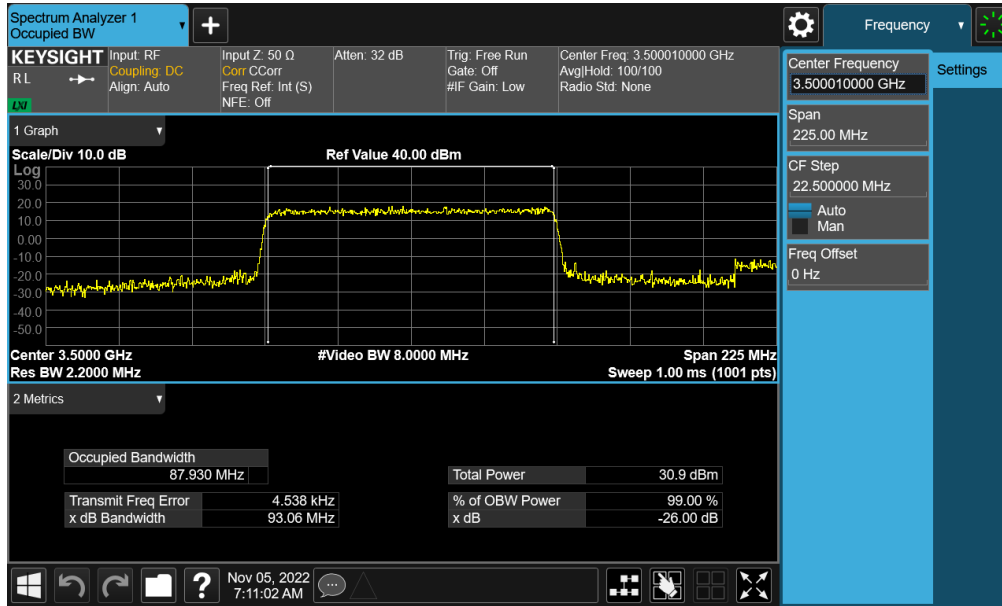 Spectrum Analyzer 1
Occupied BW
Frequency
KEYSIGHT
R L
LXI
Input: RF
Coupling: DC
Align: Auto
Input Z: 50 Ω
Corr CCorr
Freq Ref: Int (S)
NFE: Off
Atten: 32 dB
Trig: Free Run
Gate: Off
#IF Gain: Low
Center Freq: 3.500010000 GHz
Avg|Hold: 100/100
Radio Std: None
Center Frequency
3.500010000 GHz
Settings
Span
225.00 MHz
CF Step
22.500000 MHz
Auto
Man
Freq Offset
0 Hz
1 Graph
Scale/Div 10.0 dB
Ref Value 40.00 dBm
Log
30.0
20.0
10.0
0.00
-10.0
-20.0
-30.0
-40.0
-50.0
Center 3.5000 GHz
#Video BW 8.0000 MHz
Span 225 MHz
Res BW 2.2000 MHz
Sweep 1.00 ms (1001 pts)
2 Metrics
Occupied Bandwidth
87.930 MHz
Total Power 30.9 dBm
Transmit Freq Error 4.538 kHz
% of OBW Power 99.00 %
x dB Bandwidth 93.06 MHz
x dB -26.00 dB
?
Nov 05, 2022
7:11:02 AM